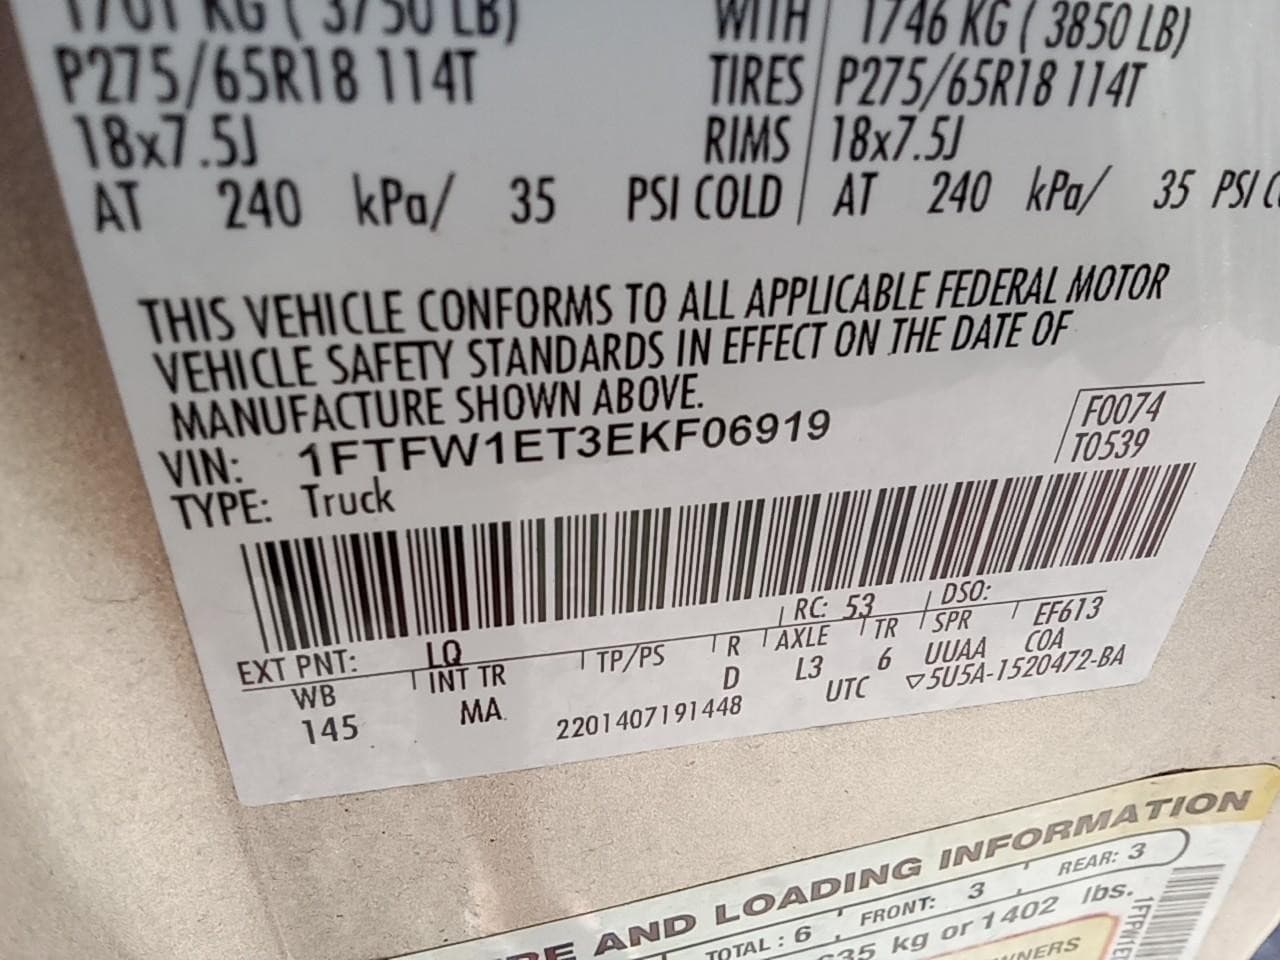 1701 KG ( 3750 LB) WITH 1746 KG ( 3850 LB)
P275/65R18 114T TIRES P275/65R18 114T
18x7.5J RIMS 18x7.5J
AT 240 kPa/ 35 PSI COLD AT 240 kPa/ 35 PSI
THIS VEHICLE CONFORMS TO ALL APPLICABLE FEDERAL MOTOR
VEHICLE SAFETY STANDARDS IN EFFECT ON THE DATE OF
MANUFACTURE SHOWN ABOVE.
F0074
VIN: 1FTFW1ET3EKF06919
T0539
TYPE: Truck
RC: 53 DSO:
EXT PNT: LQ EF613
WB INT TR TP/PS R AXLE TR SPR COA
145 MA D L3 6 UUAA
2201407191448 UTC ▽5U5A-1520472-BA
AND LOADING INFORMATION
TOTAL : 6 FRONT: 3 REAR: 3
kg or 1402 lbs.